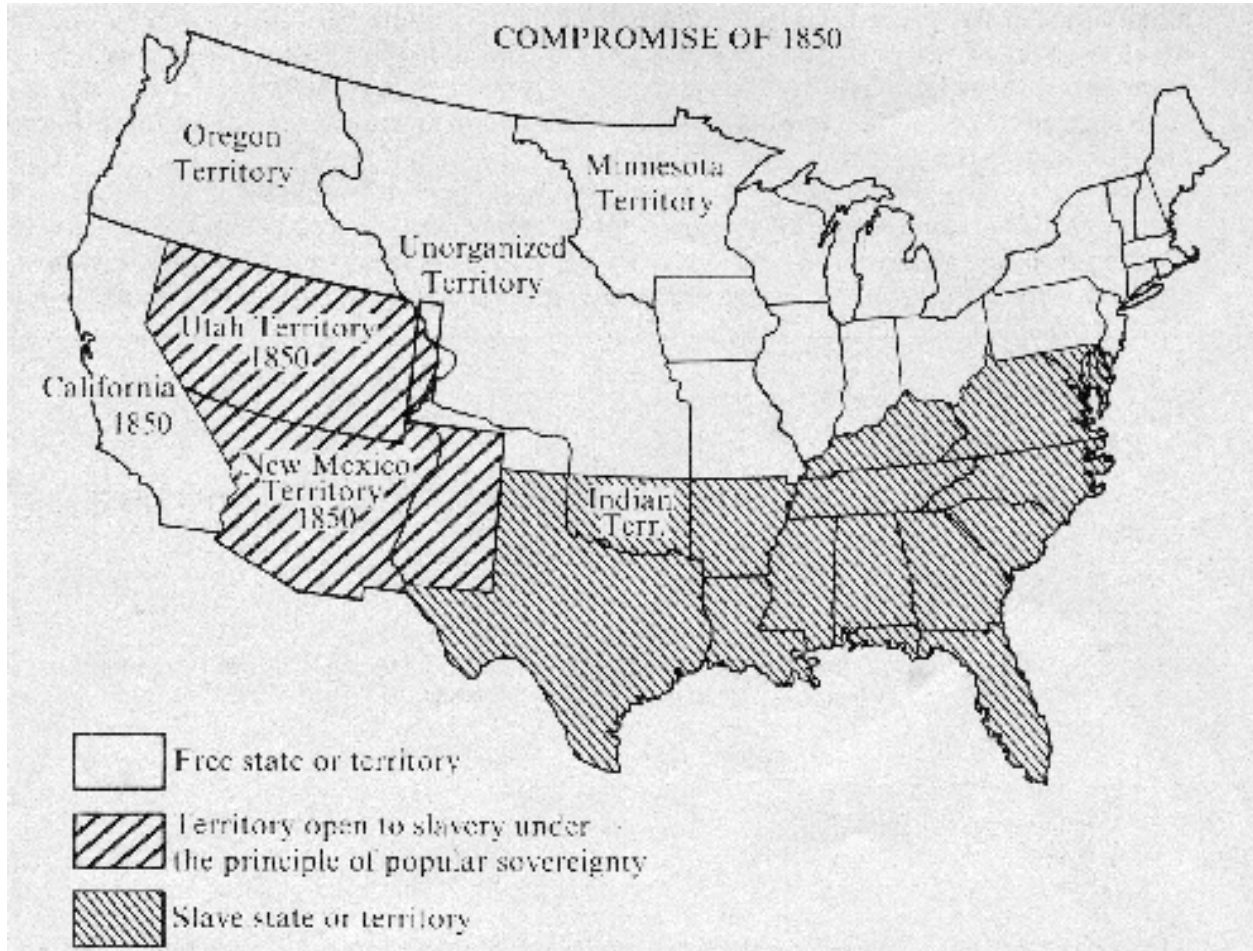 COMPROMISE OF 1850
Oregon
Territory
Minnesota
Territory
Unorganized
Territory
Utah Territory
1850
California
1850
New Mexico
Territory
1850
Indian
Terr.
Free state or territory
Territory open to slavery under
the principle of popular sovereignty
Slave state or territory